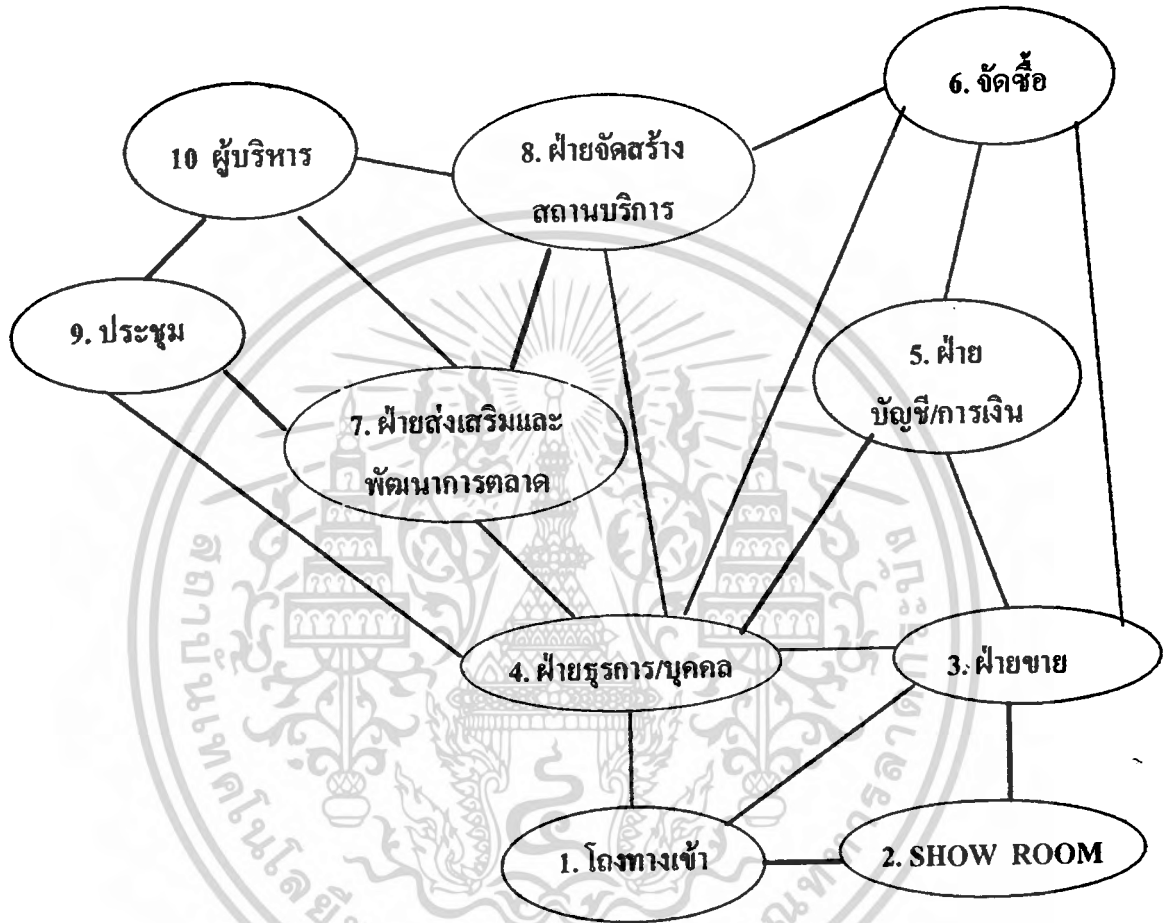 6. จัดซื้อ
10 ผู้บริหาร
8. ฝ่ายจัดสร้าง
สถานบริการ
9. ประชุม
5. ฝ่าย
บัญชี/การเงิน
7. ฝ่ายส่งเสริมและ
พัฒนาการตลาด
4. ฝ่ายธุรการ/บุคคล
3. ฝ่ายขาย
1. โถงทางเข้า
2. SHOW ROOM